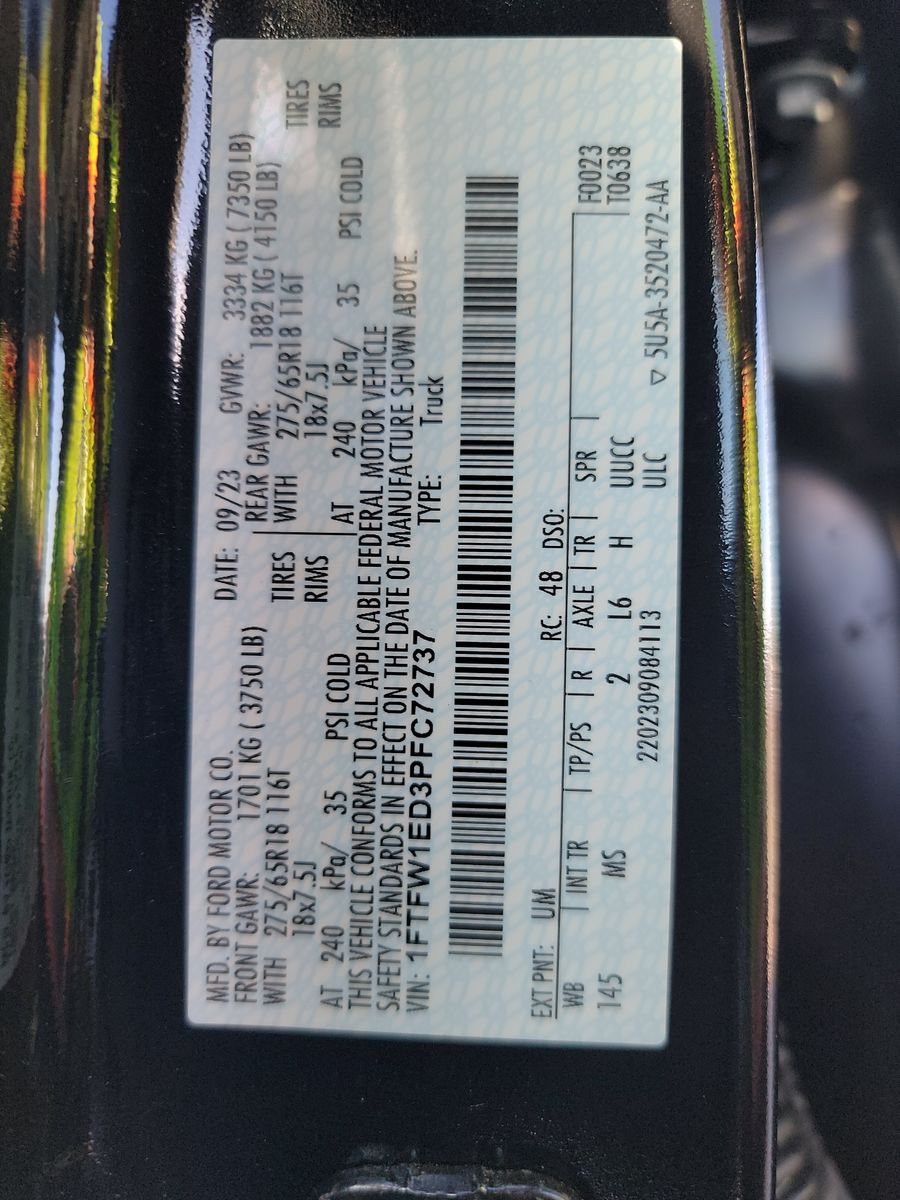 MFD. BY FORD MOTOR CO. DATE: 09/23 GVWR: 3334 KG ( 7350 LB)
FRONT GAWR: 1701 KG ( 3750 LB) REAR GAWR: 1882 KG ( 4150 LB)
WITH 275/65R18 116T TIRES WITH 275/65R18 116T TIRES
18x7.5J RIMS 18x7.5J RIMS
AT 240 kPa/ 35 PSI COLD AT 240 kPa/ 35 PSI COLD
THIS VEHICLE CONFORMS TO ALL APPLICABLE FEDERAL MOTOR VEHICLE
SAFETY STANDARDS IN EFFECT ON THE DATE OF MANUFACTURE SHOWN ABOVE.
VIN: 1FTFW1ED3PFC72737 TYPE: Truck
EXT PNT: UM RC: 48 DSO:
WB INT TR TP/PS R AXLE TR SPR F0023
145 MS 2 L6 H UUCC T0638
2202309084113 ULC ▽ 5U5A-3520472-AA